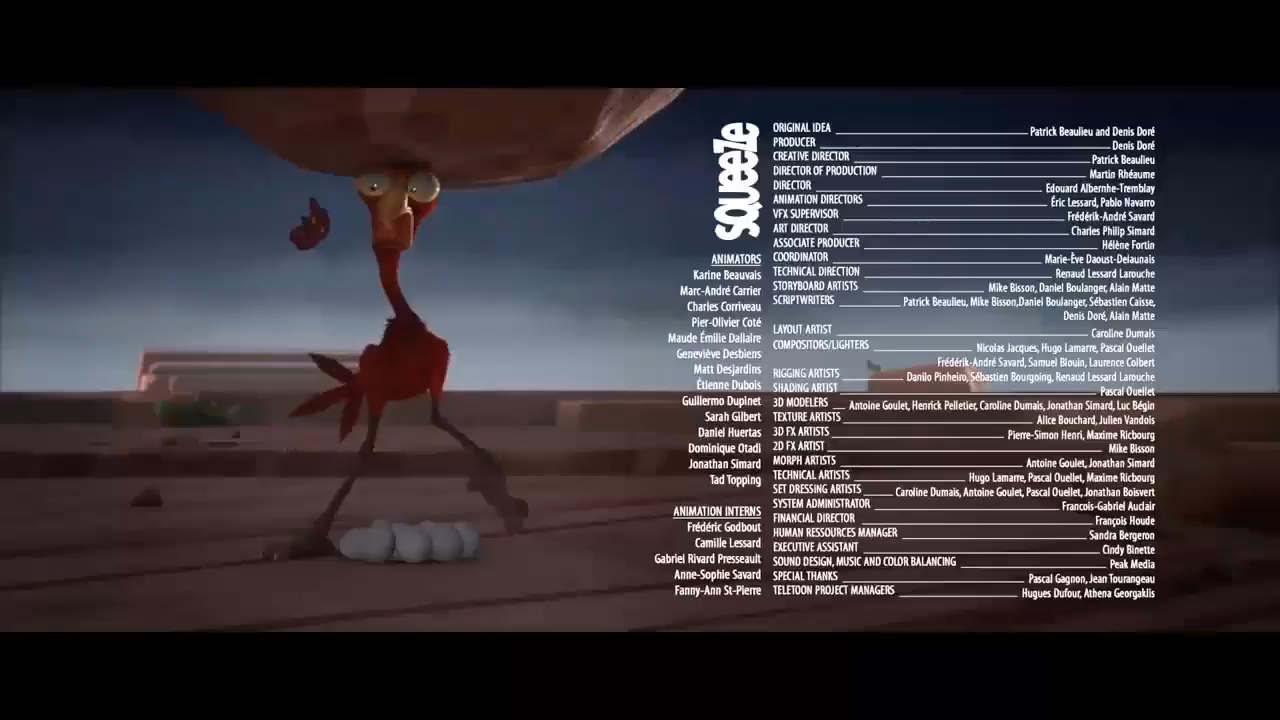 squeeze
ORIGINAL IDEA Patrick Beaulieu and Denis Doré
PRODUCER Denis Doré
CREATIVE DIRECTOR Patrick Beaulieu
DIRECTOR OF PRODUCTION Martin Rhéaume
DIRECTOR Edouard Albernhe-Tremblay
ANIMATION DIRECTORS Éric Lessard, Pablo Navarro
VFX SUPERVISOR Frédérik-André Savard
ART DIRECTOR Charles Philip Simard
ASSOCIATE PRODUCER Hélène Fortin
COORDINATOR Marie-Ève Daoust-Delaunais
TECHNICAL DIRECTION Renaud Lessard Larouche
STORYBOARD ARTISTS Mike Bisson, Daniel Boulanger, Alain Matte
SCRIPTWRITERS Patrick Beaulieu, Mike Bisson,Daniel Boulanger, Sébastien Caisse,
Denis Doré, Alain Matte
LAYOUT ARTIST Caroline Dumais
COMPOSITORS/LIGHTERS Nicolas Jacques, Hugo Lamarre, Pascal Ouellet
Frédérik-André Savard, Samuel Blouin, Laurence Colbert
RIGGING ARTISTS Danilo Pinheiro, Sébastien Bourgoing, Renaud Lessard Larouche
SHADING ARTIST Pascal Ouellet
3D MODELERS Antoine Goulet, Henrick Pelletier, Caroline Dumais, Jonathan Simard, Luc Bégin
TEXTURE ARTISTS Alice Bouchard, Julien Vandois
3D FX ARTISTS Pierre-Simon Henri, Maxime Ricbourg
2D FX ARTIST Mike Bisson
MORPH ARTISTS Antoine Goulet, Jonathan Simard
TECHNICAL ARTISTS Hugo Lamarre, Pascal Ouellet, Maxime Ricbourg
SET DRESSING ARTISTS Caroline Dumais, Antoine Goulet, Pascal Ouellet, Jonathan Boisvert
SYSTEM ADMINISTRATOR Francois-Gabriel Auclair
FINANCIAL DIRECTOR François Houde
HUMAN RESSOURCES MANAGER Sandra Bergeron
EXECUTIVE ASSISTANT Cindy Binette
SOUND DESIGN, MUSIC AND COLOR BALANCING Peak Media
SPECIAL THANKS Pascal Gagnon, Jean Tourangeau
TELETOON PROJECT MANAGERS Hugues Dufour, Athena Georgaklis
ANIMATORS
Karine Beauvais
Marc-André Carrier
Charles Corriveau
Pier-Olivier Coté
Maude Émilie Dallaire
Geneviève Desbiens
Matt Desjardins
Étienne Dubois
Guillermo Dupinet
Sarah Gilbert
Daniel Huertas
Dominique Otadi
Jonathan Simard
Tad Topping
ANIMATION INTERNS
Frédéric Godbout
Camille Lessard
Gabriel Rivard Presseault
Anne-Sophie Savard
Fanny-Ann St-Pierre